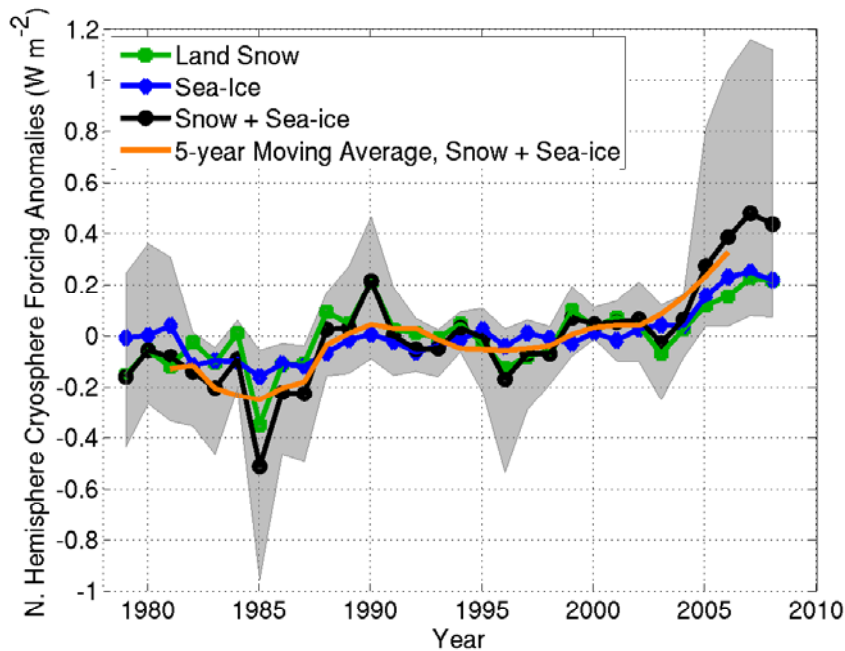 N. Hemisphere Cryosphere Forcing Anomalies (W m-2)
1.2
1
0.8
0.6
0.4
0.2
0
-0.2
-0.4
-0.6
-0.8
-1
Land Snow
Sea-Ice
Snow + Sea-ice
5-year Moving Average, Snow + Sea-ice
1980 1985 1990 1995 2000 2005 2010
Year